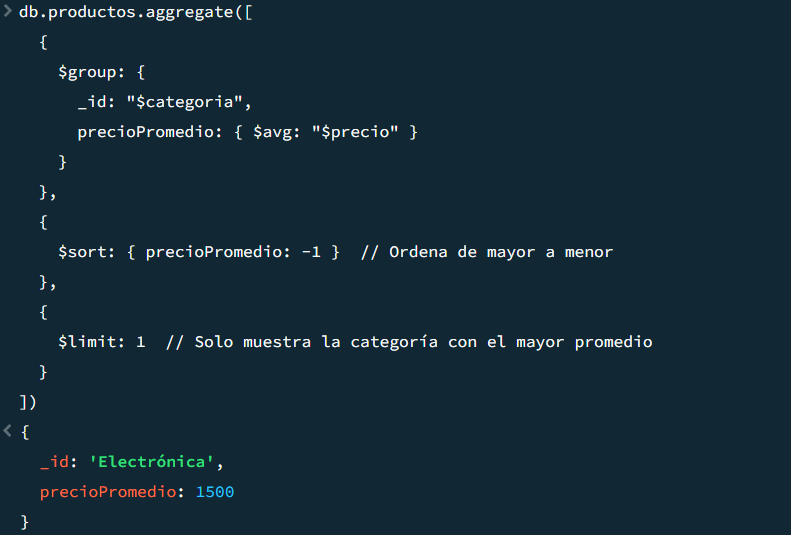 > db.productos.aggregate([
{
$group: {
_id: "$categoria",
precioPromedio: { $avg: "$precio" }
}
},
{
$sort: { precioPromedio: -1 }  // Ordena de mayor a menor
},
{
$limit: 1  // Solo muestra la categoría con el mayor promedio
}
])
< {
_id: 'Electrónica',
precioPromedio: 1500
}